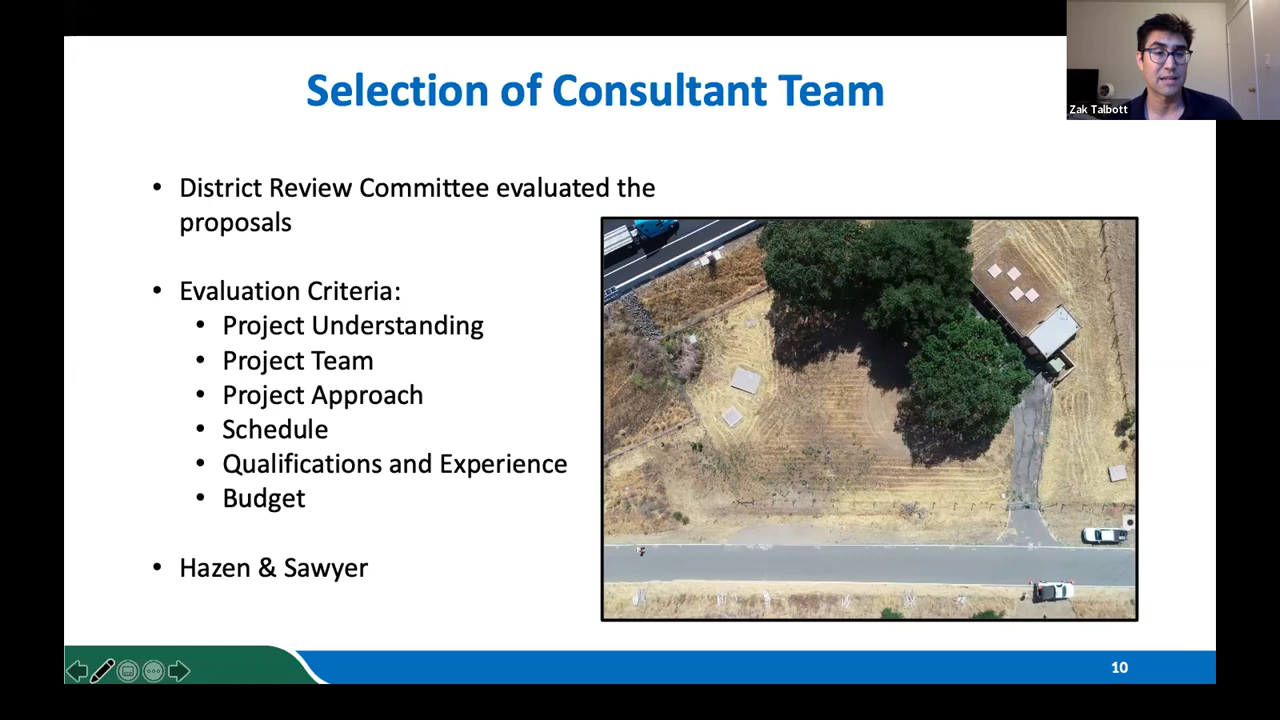 Selection of Consultant Team
Zak Talbott
• District Review Committee evaluated the
proposals
• Evaluation Criteria:
• Project Understanding
• Project Team
• Project Approach
• Schedule
• Qualifications and Experience
• Budget
• Hazen & Sawyer
10